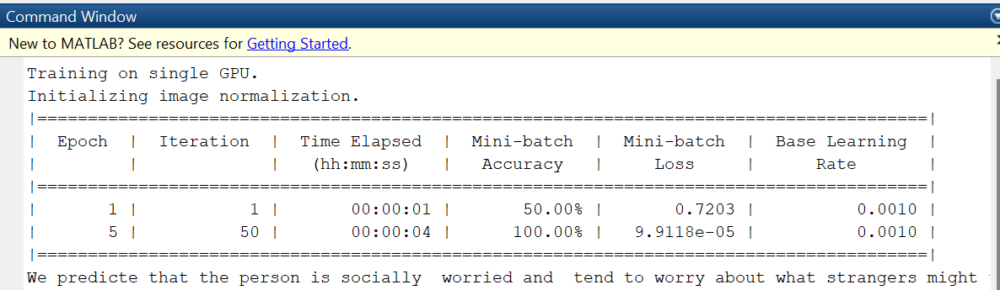 Command Window
New to MATLAB? See resources for Getting Started.
Training on single GPU.
Initializing image normalization.
|========================================================================================|
|  Epoch  |  Iteration  |  Time Elapsed  |  Mini-batch  |  Mini-batch  |  Base Learning  |
|         |             |   (hh:mm:ss)   |   Accuracy   |     Loss     |      Rate       |
|========================================================================================|
|       1 |           1 |       00:00:01 |       50.00% |       0.7203 |          0.0010 |
|       5 |          50 |       00:00:04 |      100.00% |   9.9118e-05 |          0.0010 |
|========================================================================================|
We predicte that the person is socially  worried and  tend to worry about what strangers might